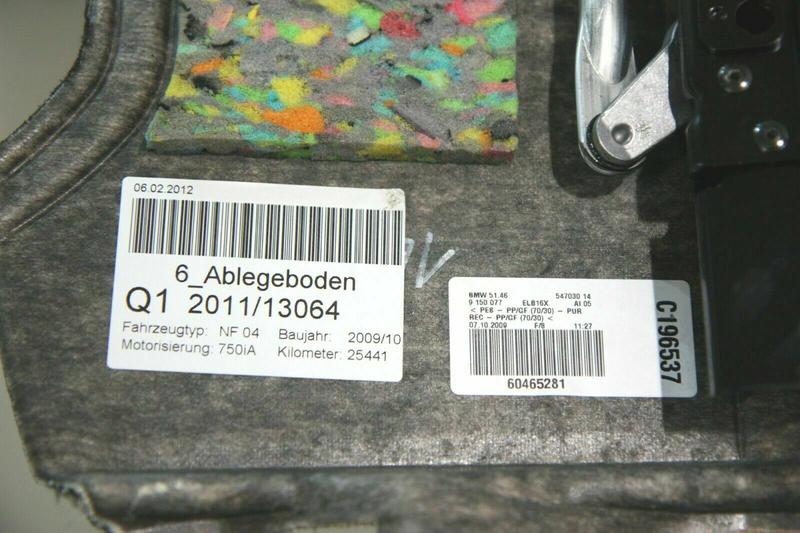 06.02.2012
6_Ablegeboden
Q1 2011/13064
Fahrzeugtyp: NF 04 Baujahr: 2009/10
Motorisierung: 750iA Kilometer: 25441
BMW 51.46 547030 14
9 150 077 ELB16X AI 05
< PES - PP/GF (70/30) - PUR
REC - PP/GF (70/30) <
07.10.2009 F/8 11:27
60465281
C196537